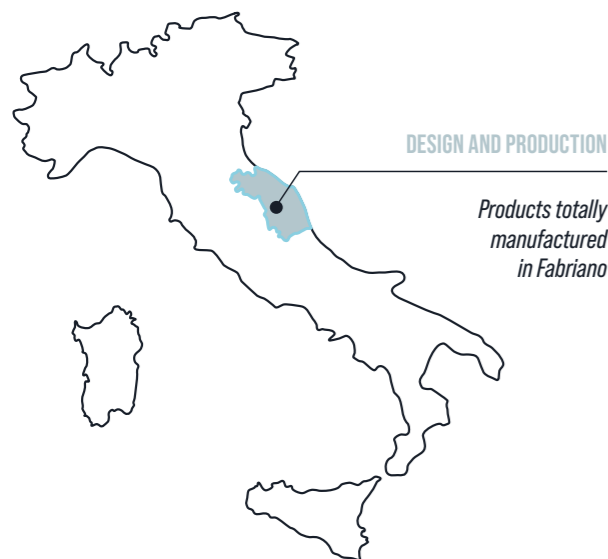 DESIGN AND PRODUCTION
Products totally
manufactured
in Fabriano